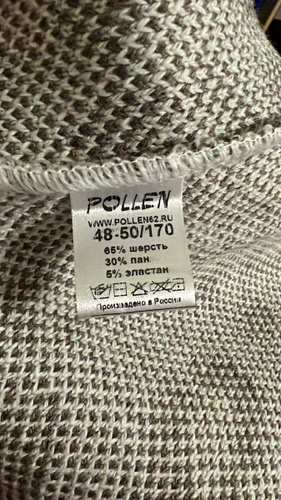 POLLEN
WWW.POLLEN62.RU
48-50/170
65% шерсть
30% пан
5% эластан
Произведено в России